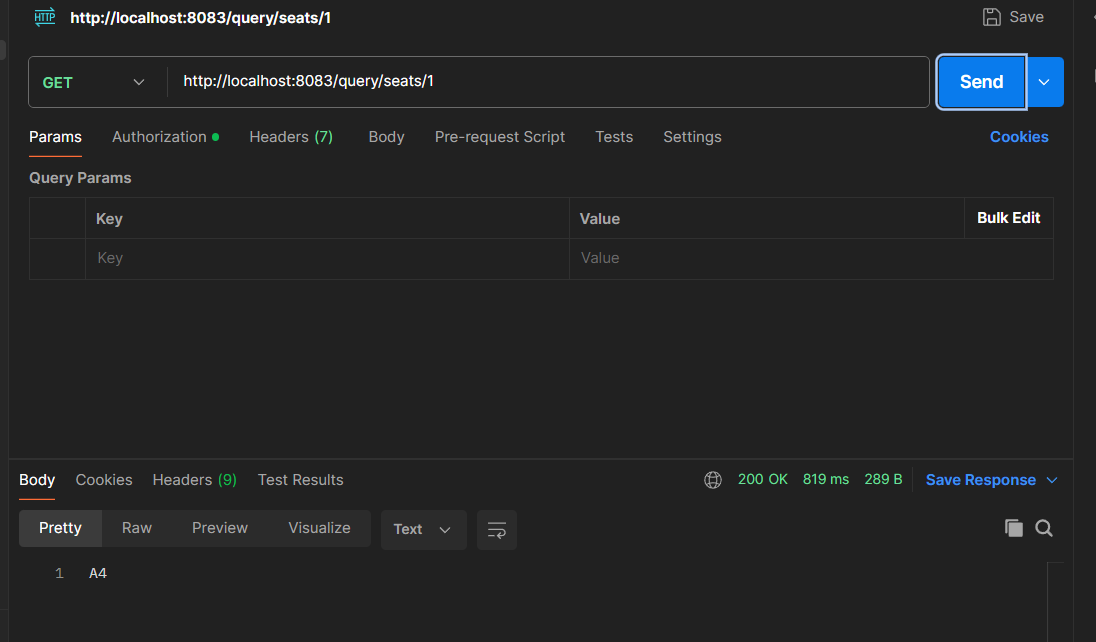 HTTP http://localhost:8083/query/seats/1 Save
GET http://localhost:8083/query/seats/1 Send
Params Authorization Headers (7) Body Pre-request Script Tests Settings Cookies
Query Params
Key Value Bulk Edit
Key Value
Body Cookies Headers (9) Test Results 200 OK 819 ms 289 B Save Response
Pretty Raw Preview Visualize Text
1 A4